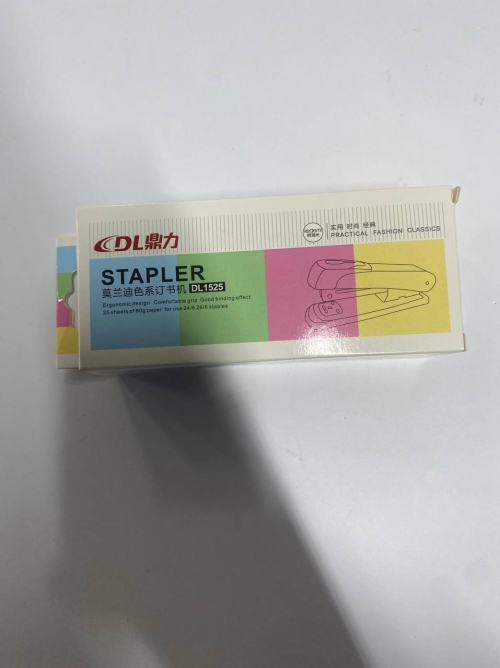 CDL鼎力
实用 时尚 经典
PRACTICAL FASHION CLASSICS
STAPLER
莫兰迪色系订书机 DL1525
Ergonomic design Comfortable grip Good binding effect
25 sheets of 80g paper for use 24/6 26/6 staples